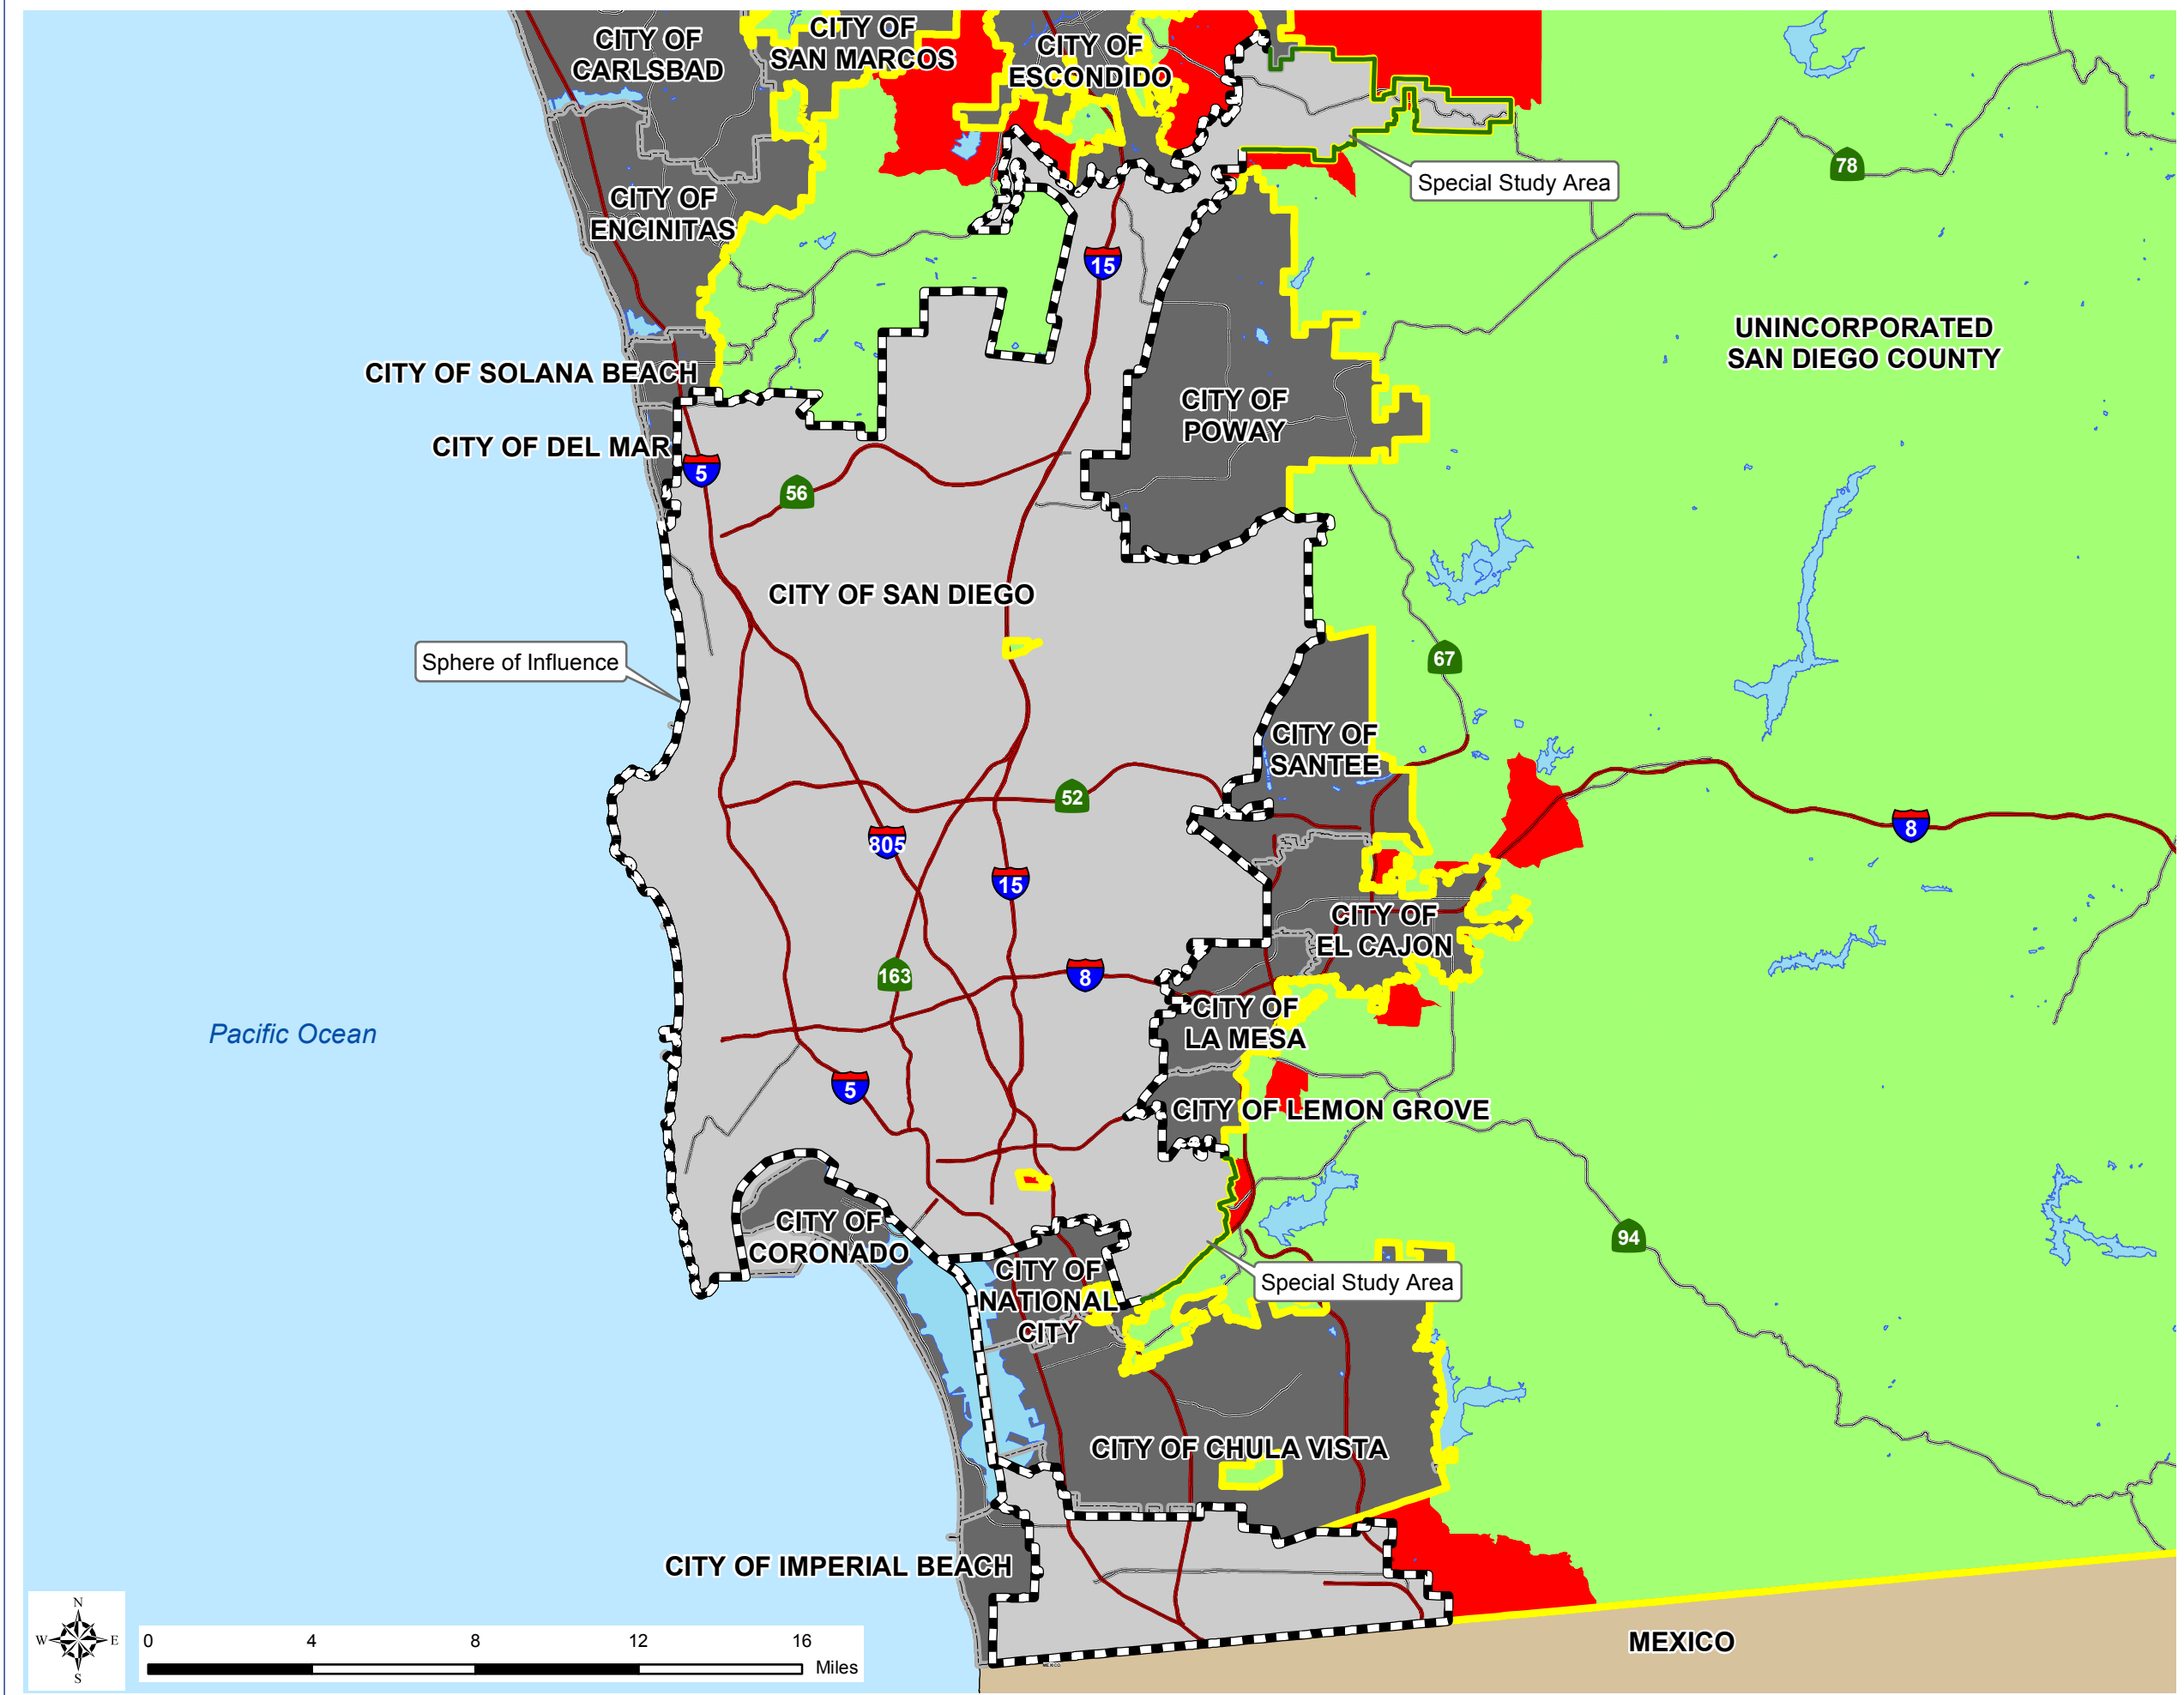 CITY OF
CARLSBAD
CITY OF
SAN MARCOS
CITY OF
ESCONDIDO
78
Special Study Area
CITY OF
ENCINITAS
15
UNINCORPORATED
SAN DIEGO COUNTY
CITY OF SOLANA BEACH
CITY OF
POWAY
CITY OF DEL MAR
5
56
CITY OF SAN DIEGO
Sphere of Influence
67
CITY OF
SANTEE
52
805
8
15
CITY OF
EL CAJON
163
8
CITY OF
LA MESA
Pacific Ocean
5
CITY OF LEMON GROVE
CITY OF
CORONADO
94
CITY OF
NATIONAL
CITY
Special Study Area
CITY OF CHULA VISTA
CITY OF IMPERIAL BEACH
N
W
E
S
0
4
8
12
16
Miles
MEXICO
MEXICO